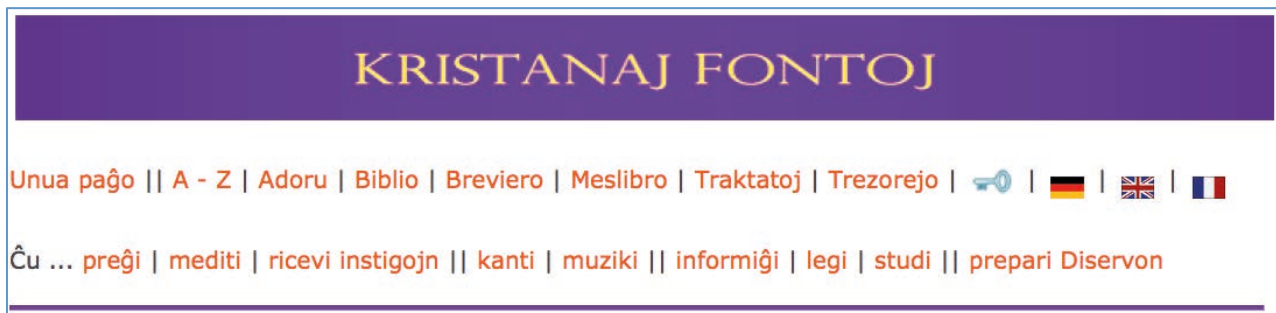 KRISTANAJ FONTOJ
Unua paĝo || A - Z | Adoru | Biblio | Breviero | Meslibro | Traktatoj | Trezorejo | | | |
Ĉu ... preĝi | mediti | ricevi instigojn || kanti | muziki || informiĝi | legi | studi || prepari Diservon